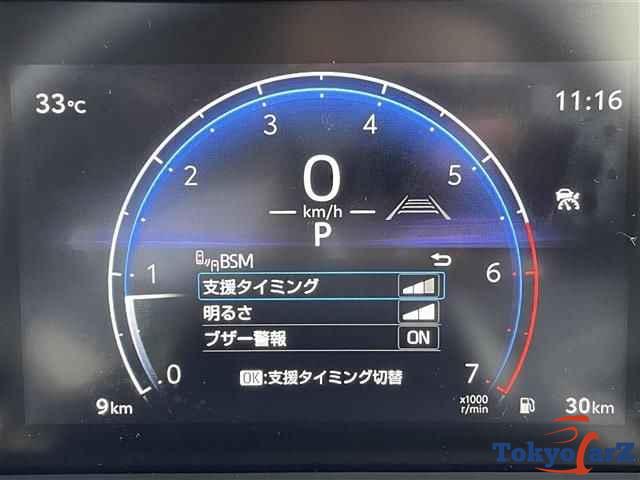 33℃
11:16
3
4
2
5
0
km/h
P
BSM
1
6
支援タイミング
明るさ
ブザー警報 ON
0
OK:支援タイミング切替
7
x1000
r/min
9km
30km
TokyoCarZ